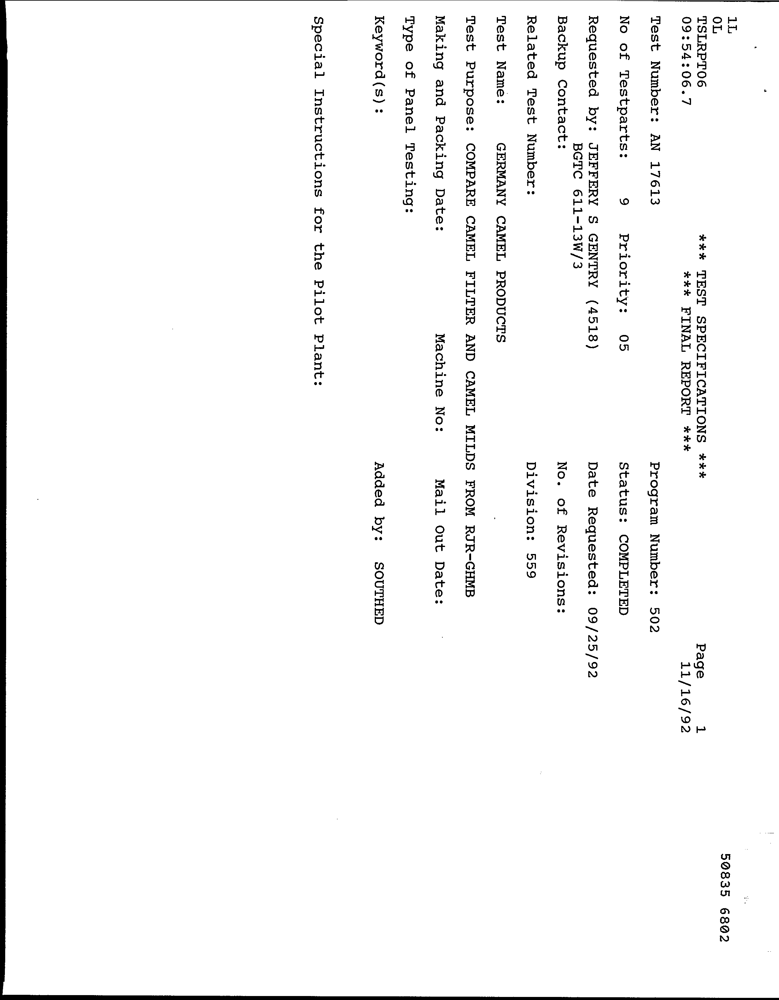 1L
0L
TSLRPT06 *** TEST SPECIFICATIONS *** Page 1
09:54:06.7 *** FINAL REPORT *** 11/16/92
Test Number: AN 17613 Program Number: 502
No of Testparts: 9 Priority: 05 Status: COMPLETED
Requested by: JEFFERY S GENTRY (4518) Date Requested: 09/25/92
BGTC 611-13W/3
Backup Contact: No. of Revisions:
Related Test Number: Division: 559
Test Name: GERMANY CAMEL PRODUCTS
Test Purpose: COMPARE CAMEL FILTER AND CAMEL MILDS FROM RJR-GHMB
Making and Packing Date: Machine No: Mail Out Date:
Type of Panel Testing:
Keyword(s): Added by: SOUTHED
Special Instructions for the Pilot Plant:
50835 6802